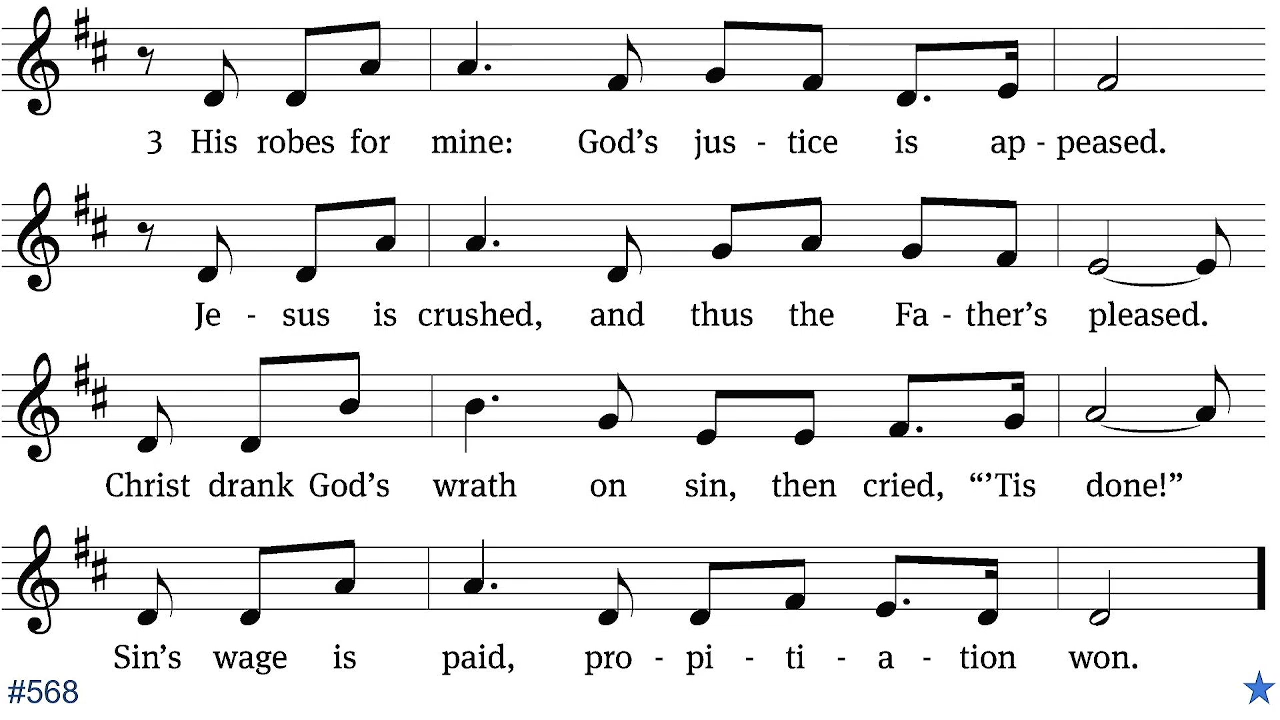 3 His robes for mine: God’s jus - tice is ap - peased.
Je - sus is crushed, and thus the Fa - ther’s pleased.
Christ drank God’s wrath on sin, then cried, “’Tis done!”
Sin’s wage is paid, pro - pi - ti - a - tion won.
#568